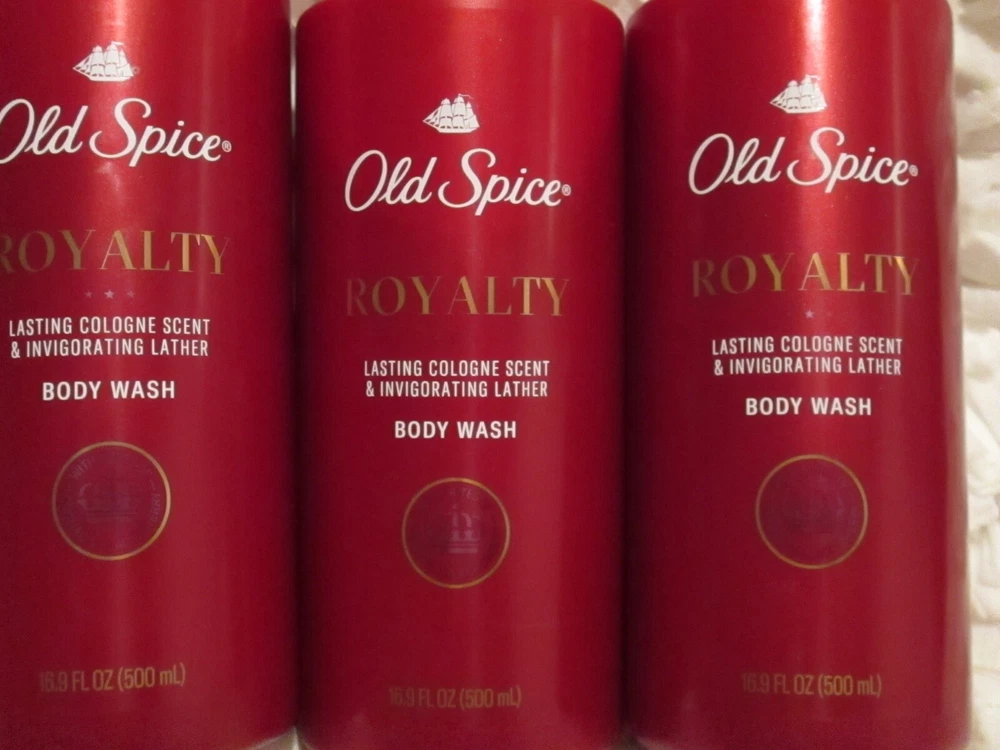 Old Spice®
ROYALTY
LASTING COLOGNE SCENT
& INVIGORATING LATHER
BODY WASH
16.9 FL OZ (500 mL)
Old Spice®
ROYALTY
LASTING COLOGNE SCENT
& INVIGORATING LATHER
BODY WASH
16.9 FL OZ (500 mL)
Old Spice®
ROYALTY
LASTING COLOGNE SCENT
& INVIGORATING LATHER
BODY WASH
16.9 FL OZ (500 mL)